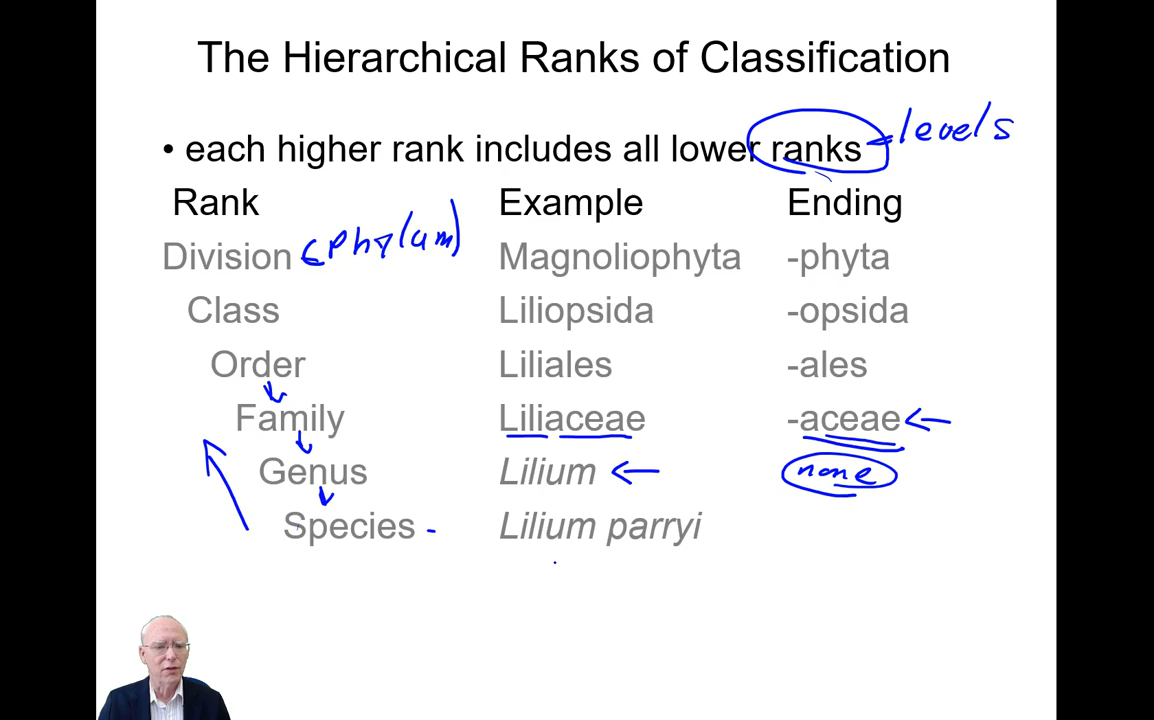 The Hierarchical Ranks of Classification
• each higher rank includes all lower ranks levels
Rank Example Ending
Division (phylum) Magnoliophyta -phyta
Class Liliopsida -opsida
Order Liliales -ales
Family Liliaceae -aceae
Genus Lilium none
Species Lilium parryi